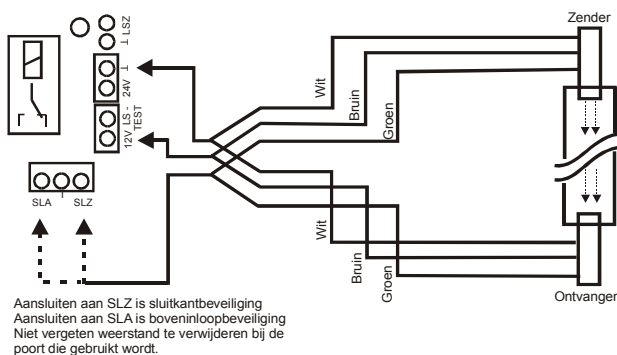 Zender
⊥ LSZ
⊥
24V
LS -
TEST
12V
SLA
⊥
SLZ
Wit
Bruin
Groen
Wit
Bruin
Groen
Ontvanger
Aansluiten aan SLZ is sluitkantbeveiliging
Aansluiten aan SLA is boveninloopbeveiliging
Niet vergeten weerstand te verwijderen bij de
poort die gebruikt wordt.